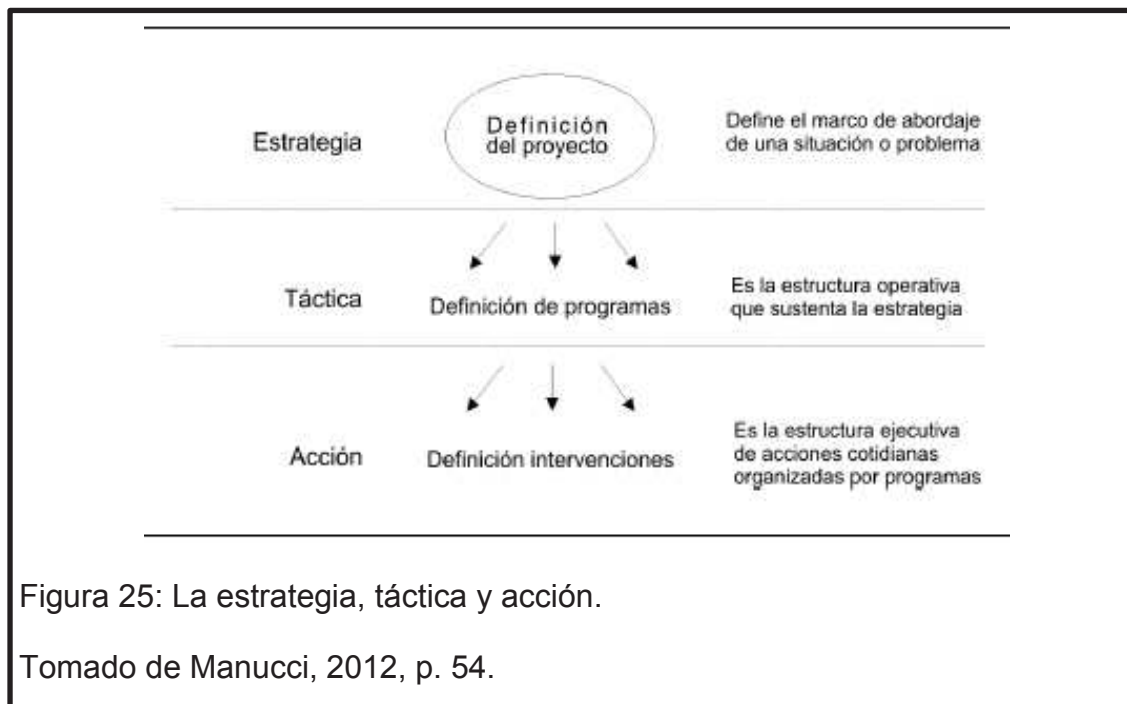 Estrategia
Definición
del proyecto
Define el marco de abordaje
de una situación o problema
Táctica
Definición de programas
Es la estructura operativa
que sustenta la estrategia
Acción
Definición intervenciones
Es la estructura ejecutiva
de acciones cotidianas
organizadas por programas
Figura 25: La estrategia, táctica y acción.
Tomado de Manucci, 2012, p. 54.